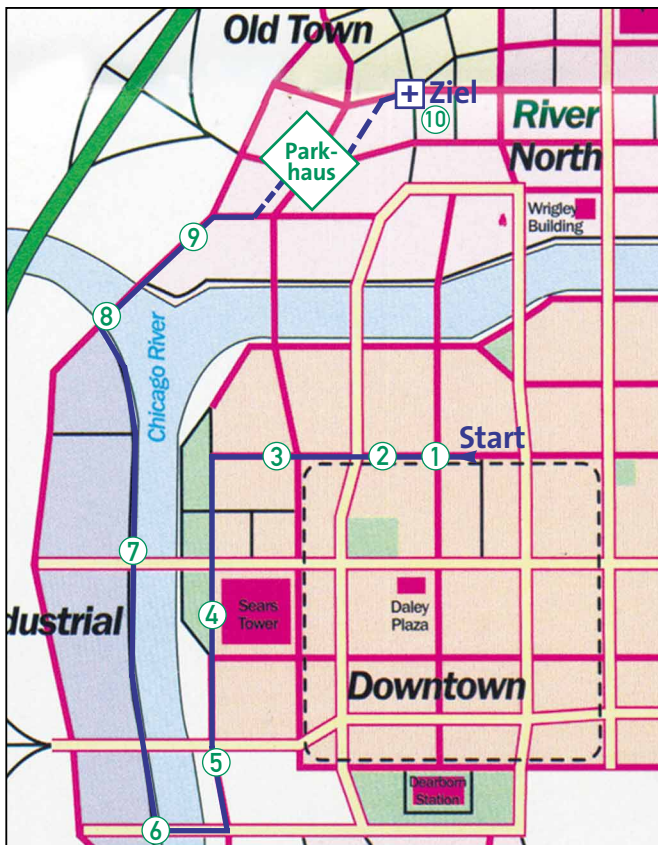 Old Town
+ Ziel
10
River
North
Park-
haus
Wrigley
Building
9
8
Chicago River
Start
3
2
1
7
4
Sears
Tower
Daley
Plaza
dustrial
Downtown
5
Dearborn
Station
6